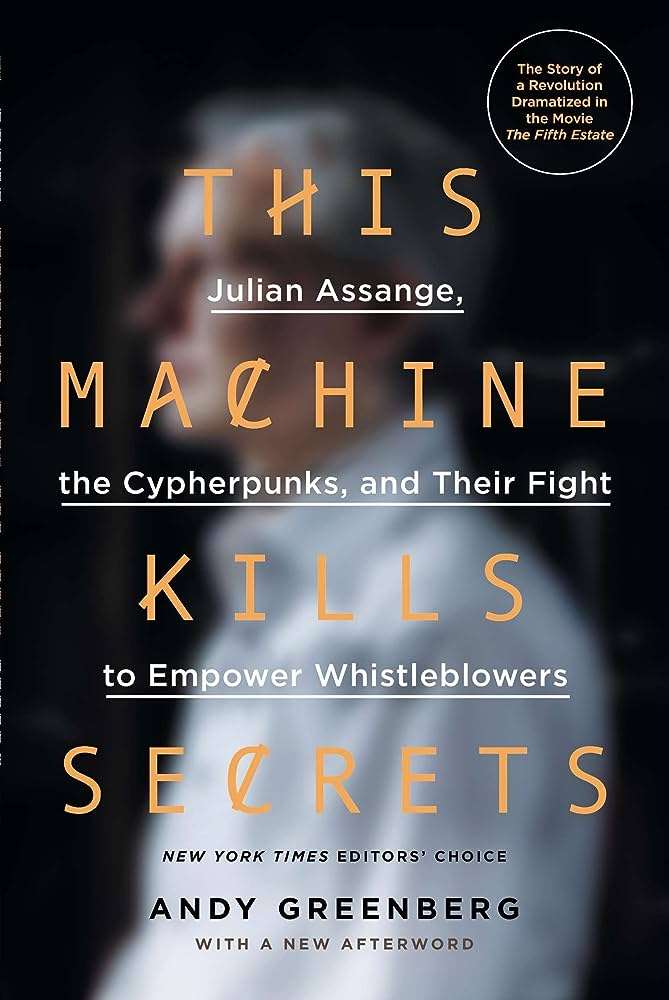 The Story of
a Revolution
Dramatized in
the Movie
The Fifth Estate
THIS
Julian Assange,
MACHINE
the Cypherpunks, and Their Fight
KILLS
to Empower Whistleblowers
SECRETS
NEW YORK TIMES EDITORS' CHOICE
ANDY GREENBERG
WITH A NEW AFTERWORD